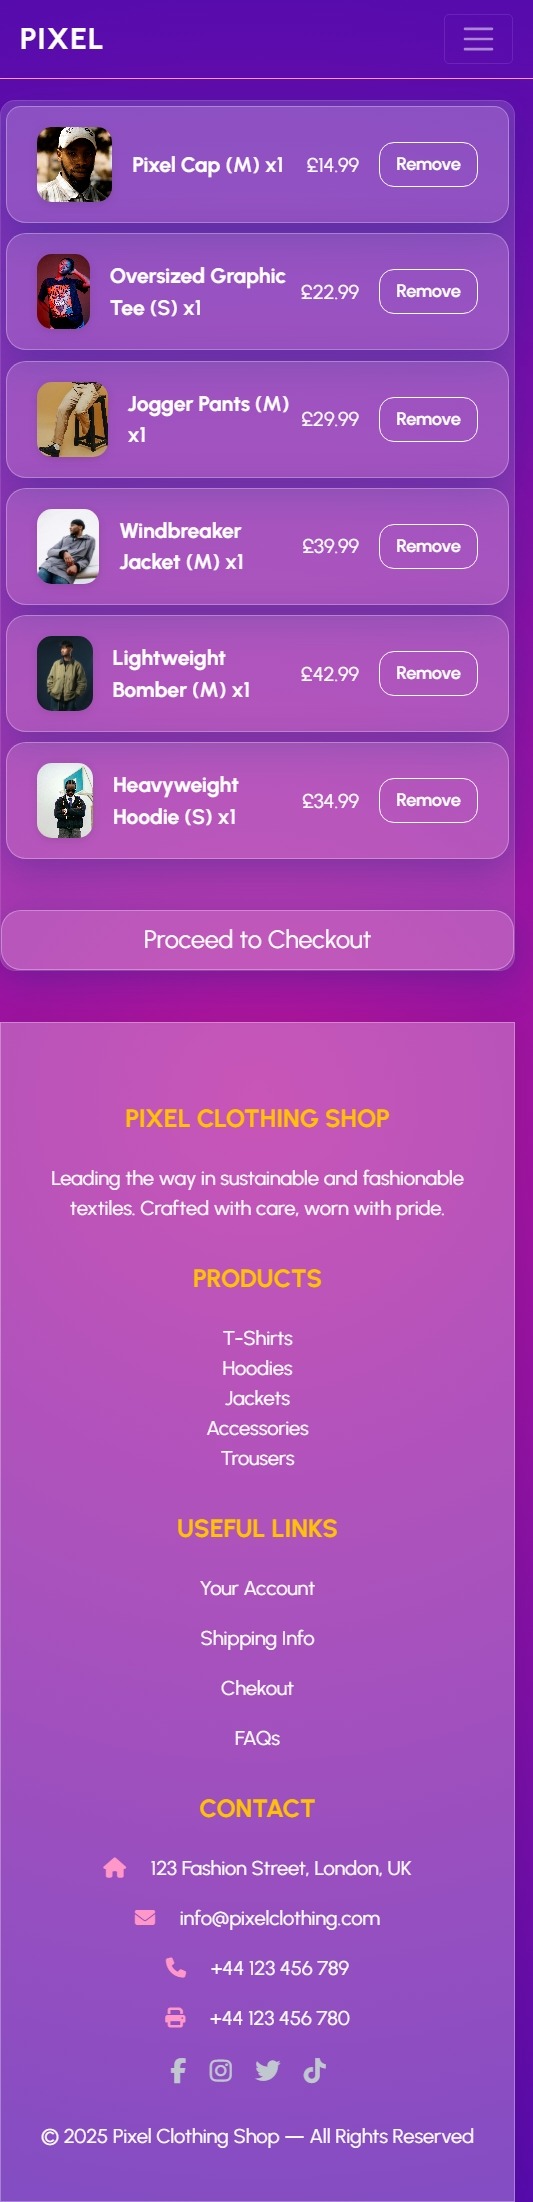 PIXEL
Pixel Cap (M) x1 £14.99 Remove
Oversized Graphic
Tee (S) x1
£22.99 Remove
Jogger Pants (M)
x1
£29.99 Remove
Windbreaker
Jacket (M) x1
£39.99 Remove
Lightweight
Bomber (M) x1
£42.99 Remove
Heavyweight
Hoodie (S) x1
£34.99 Remove
Proceed to Checkout
PIXEL CLOTHING SHOP
Leading the way in sustainable and fashionable
textiles. Crafted with care, worn with pride.
PRODUCTS
T-Shirts
Hoodies
Jackets
Accessories
Trousers
USEFUL LINKS
Your Account
Shipping Info
Chekout
FAQs
CONTACT
123 Fashion Street, London, UK
info@pixelclothing.com
+44 123 456 789
+44 123 456 780
© 2025 Pixel Clothing Shop — All Rights Reserved